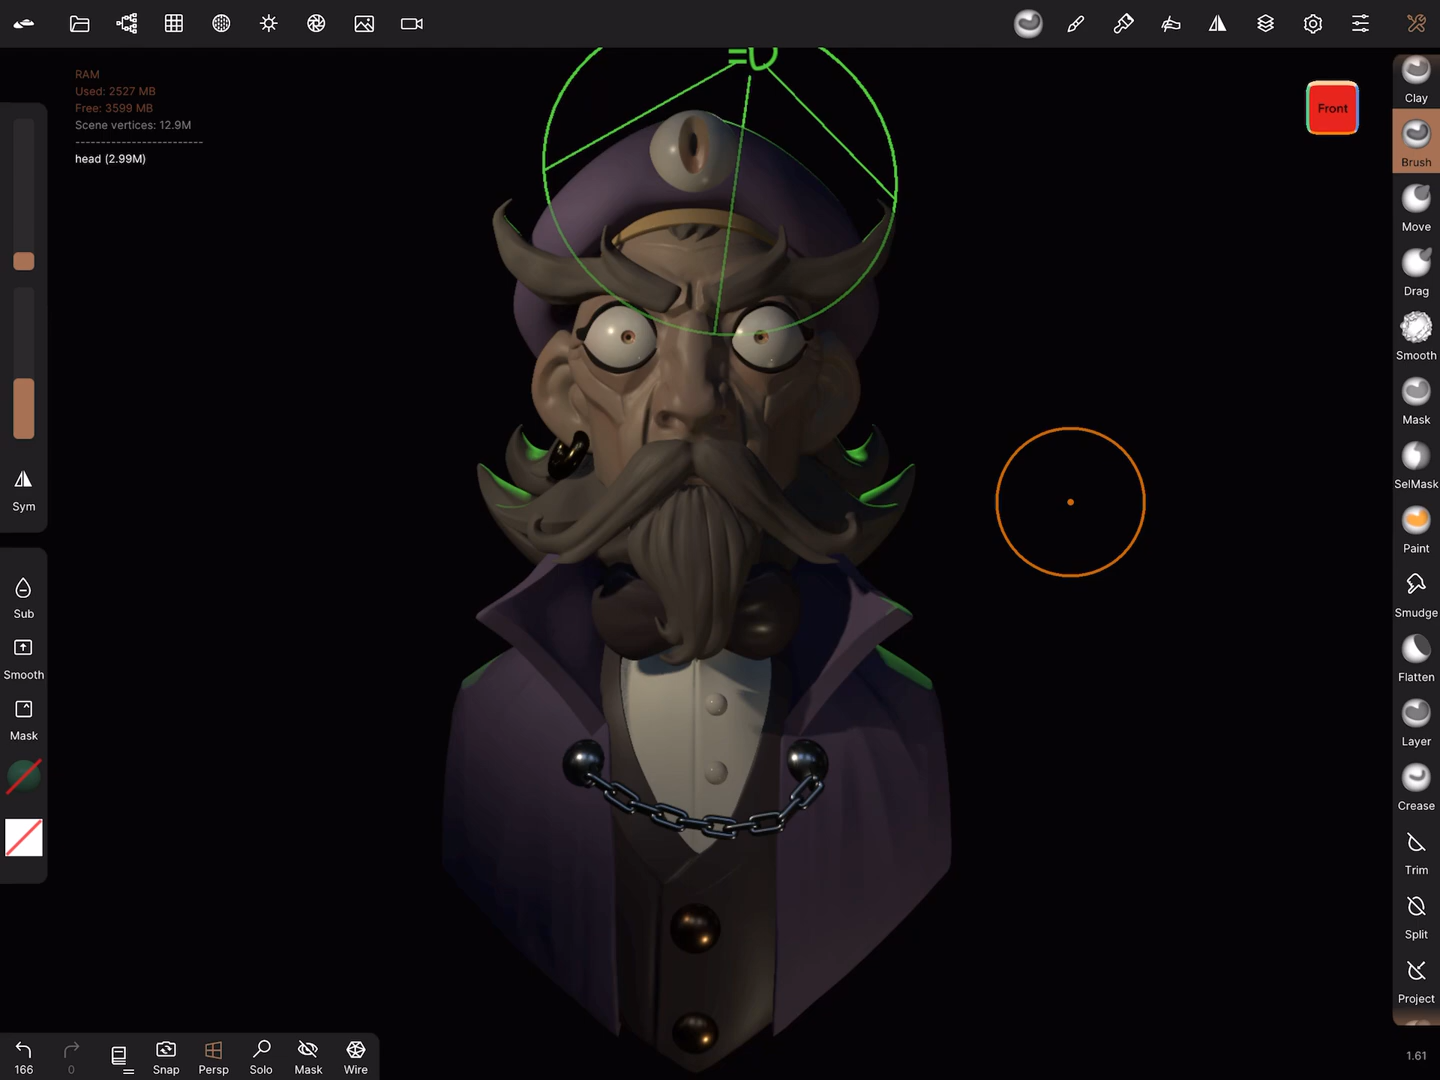 RAM
Used: 2527 MB
Free: 3599 MB
Scene vertices: 12.9M
------------------------
head (2.99M)
Front
Sym
Sub
Smooth
Mask
Clay
Brush
Move
Drag
Smooth
Mask
SelMask
Paint
Smudge
Flatten
Layer
Crease
Trim
Split
Project
166
0
Snap
Persp
Solo
Mask
Wire
1.61